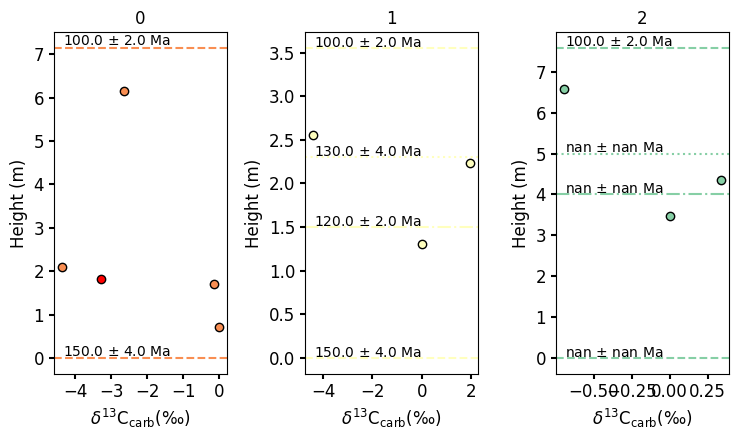 0
100.0 ± 2.0 Ma
150.0 ± 4.0 Ma
7
6
5
4
3
2
1
0
Height (m)
−4
−3
−2
−1
0
δ¹³C_carb(‰)
1
100.0 ± 2.0 Ma
130.0 ± 4.0 Ma
120.0 ± 2.0 Ma
150.0 ± 4.0 Ma
3.5
3.0
2.5
2.0
1.5
1.0
0.5
0.0
Height (m)
−4
−2
0
2
δ¹³C_carb(‰)
2
100.0 ± 2.0 Ma
nan ± nan Ma
nan ± nan Ma
nan ± nan Ma
7
6
5
4
3
2
1
0
Height (m)
−0.50
−0.25
0.00
0.25
δ¹³C_carb(‰)